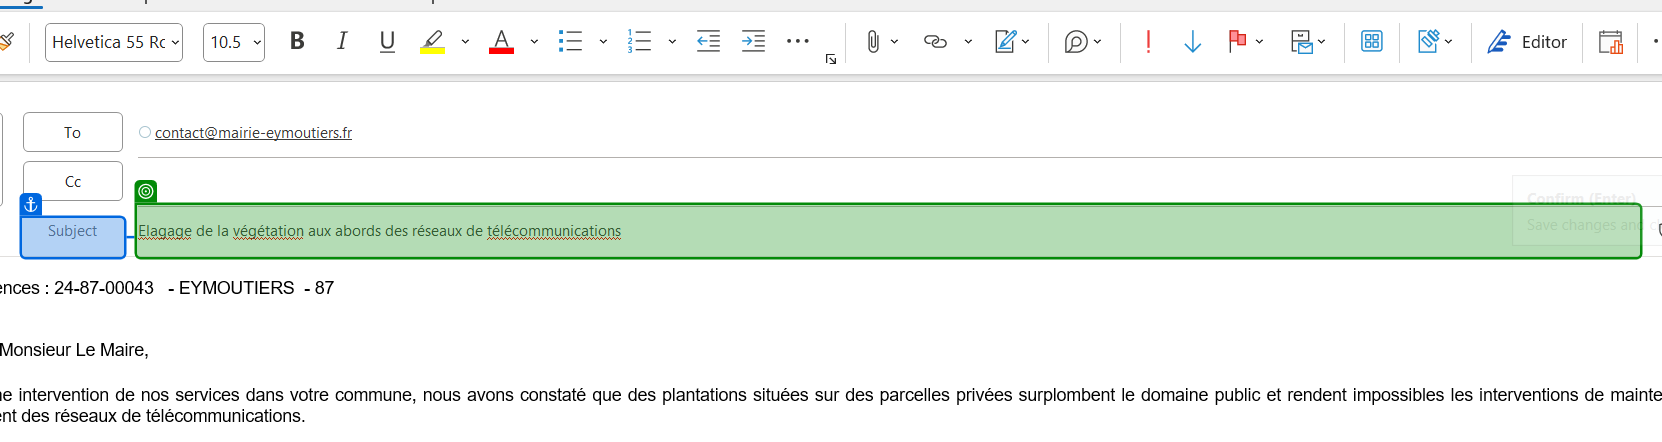 Helvetica 55 Rc 10.5 B I U A Editor
To contact@mairie-eymoutiers.fr
Cc
Confirm (Enter)
Subject Elagage de la végétation aux abords des réseaux de télécommunications
Save changes and c
ences : 24-87-00043 - EYMOUTIERS - 87
Monsieur Le Maire,
ne intervention de nos services dans votre commune, nous avons constaté que des plantations situées sur des parcelles privées surplombent le domaine public et rendent impossibles les interventions de mainte
ent des réseaux de télécommunications.